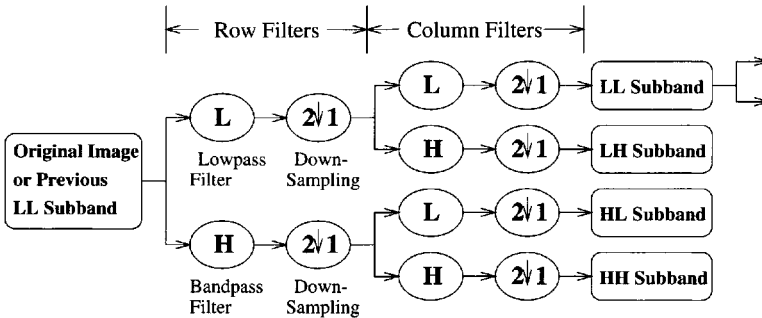 Row Filters
Column Filters
L
2↓1
LL Subband
L
2↓1
Lowpass
Filter
Down-
Sampling
H
2↓1
LH Subband
Original Image
or Previous
LL Subband
L
2↓1
HL Subband
H
2↓1
Bandpass
Filter
Down-
Sampling
H
2↓1
HH Subband